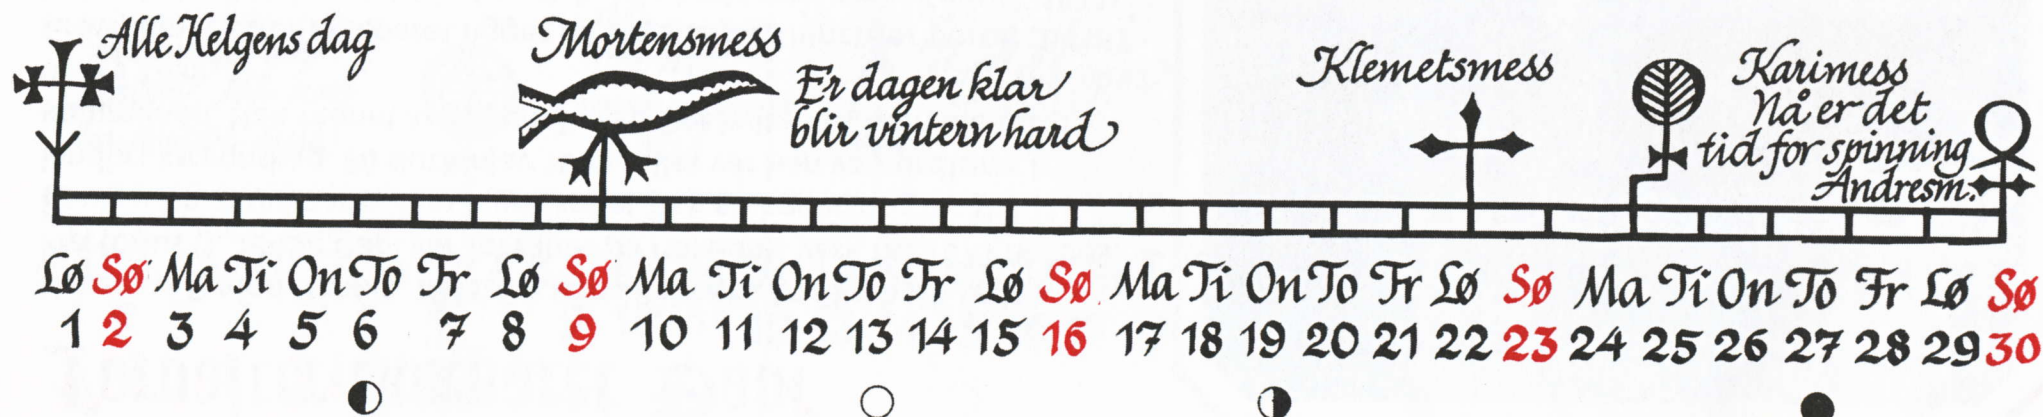 Alle Helgens dag
Mortensmess
Er dagen klar
blir vintern hard
Klemetsmess
Karimess
Nå er det
tid for spinning
Andresm.
Lø Sø Ma Ti On To Fr Lø Sø Ma Ti On To Fr Lø Sø Ma Ti On To Fr Lø Sø Ma Ti On To Fr Lø Sø
1 2 3 4 5 6 7 8 9 10 11 12 13 14 15 16 17 18 19 20 21 22 23 24 25 26 27 28 29 30